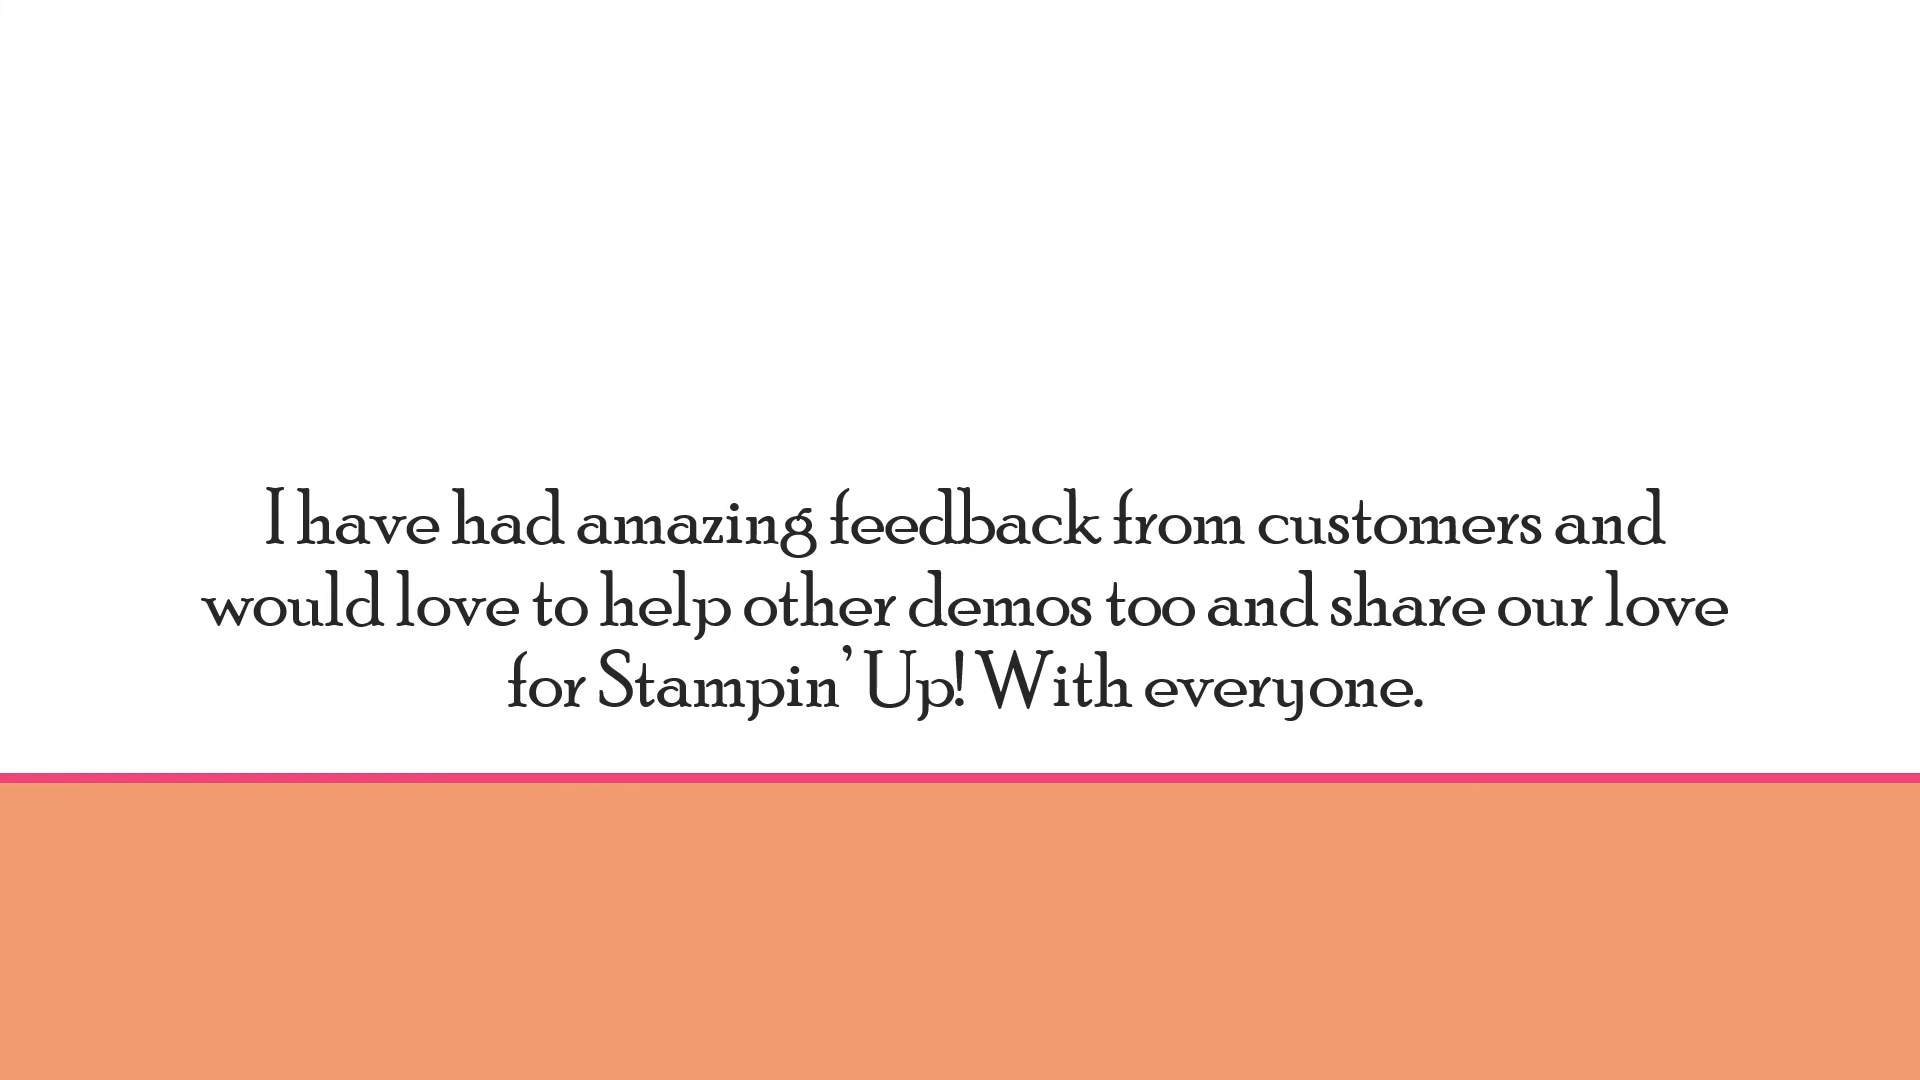 I have had amazing feedback from customers and
would love to help other demos too and share our love
for Stampin’ Up! With everyone.